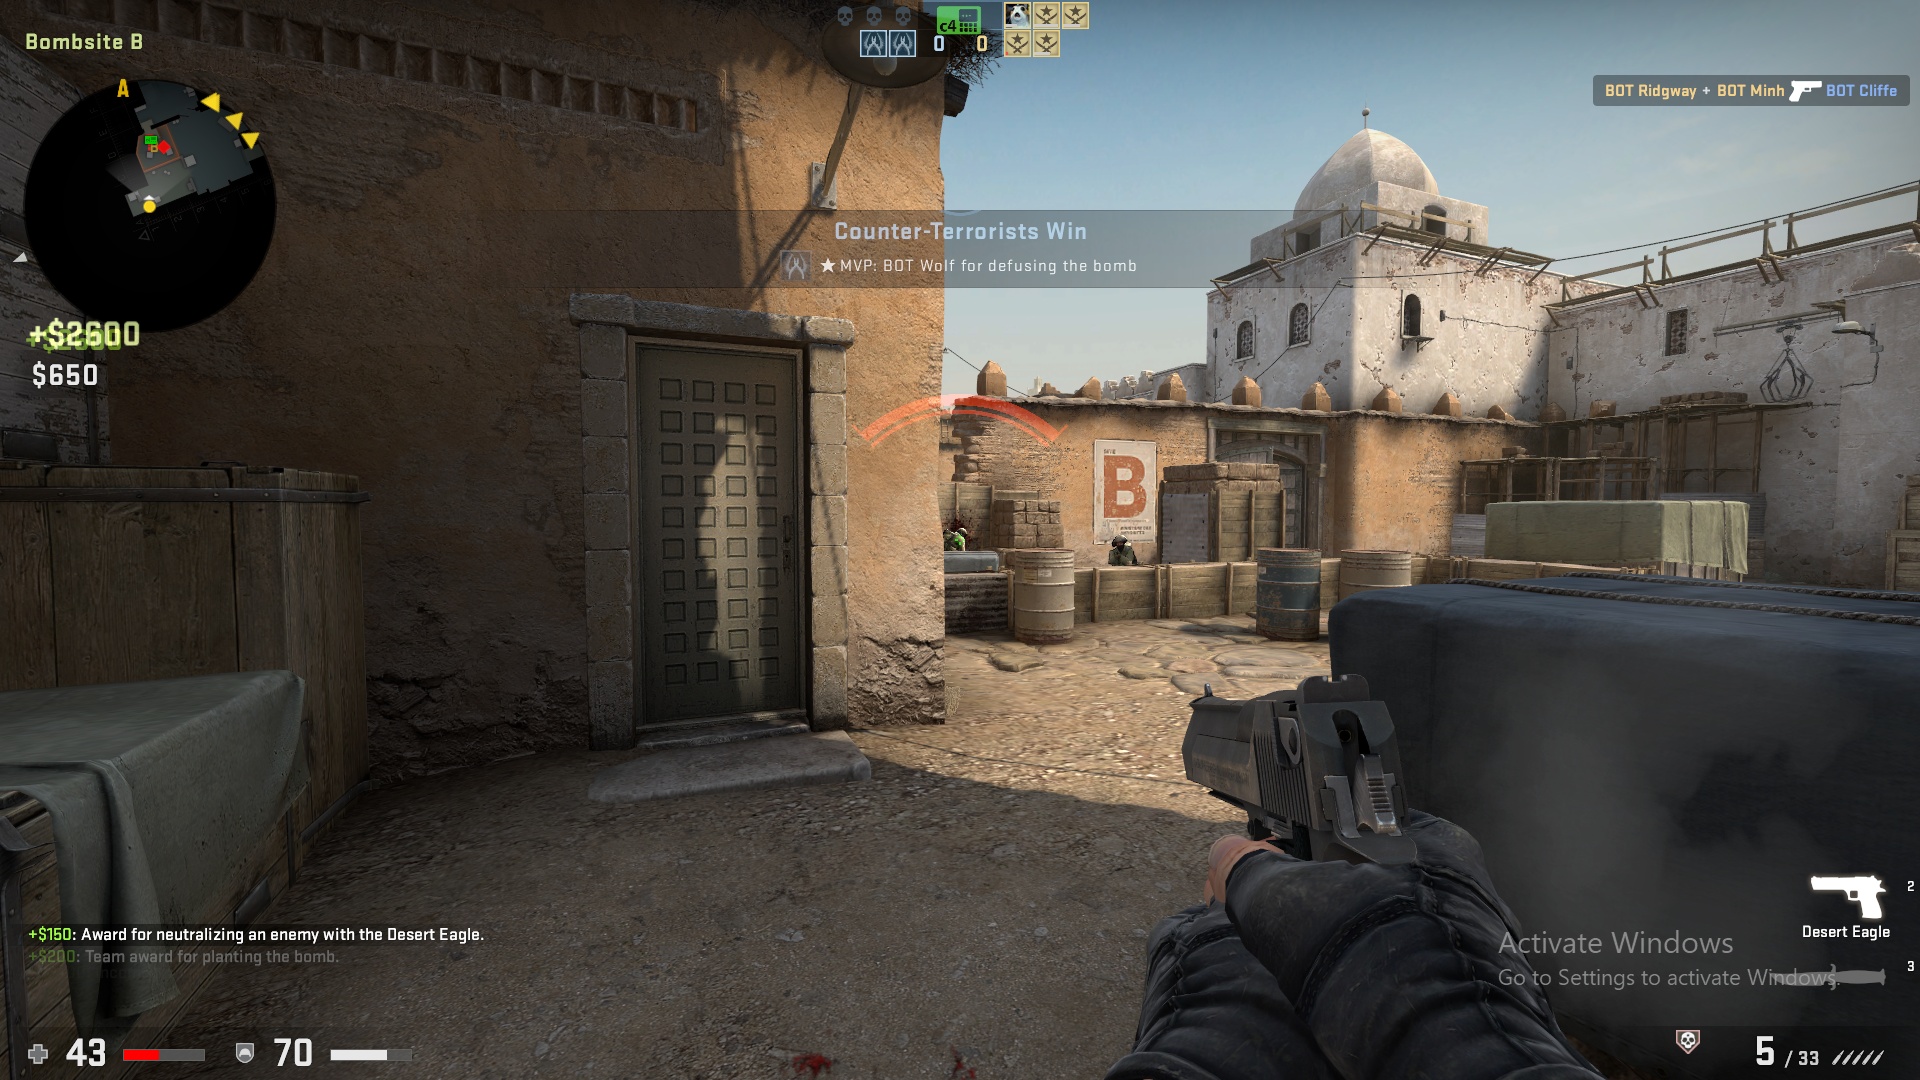 Bombsite B
A
c4
0 0
BOT Ridgway + BOT Minh BOT Cliffe
Counter-Terrorists Win
MVP: BOT Wolf for defusing the bomb
+$2600
$650
B
2
Desert Eagle
+$150: Award for neutralizing an enemy with the Desert Eagle.
+$200: Team award for planting the bomb.
Activate Windows
Go to Settings to activate Windows.
3
43 70
5 / 33